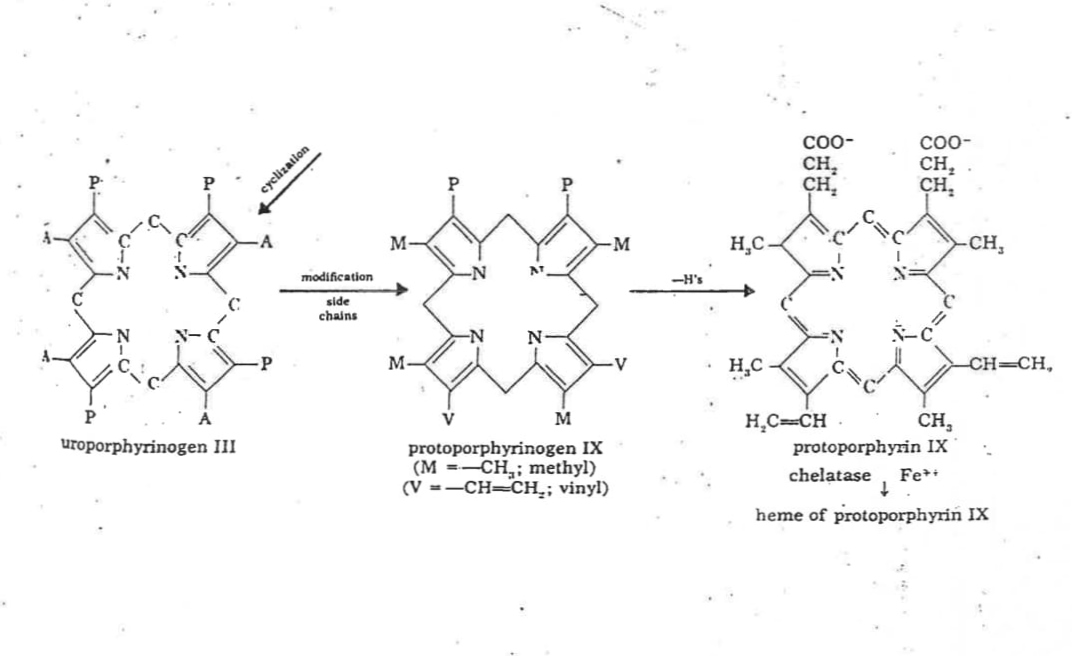 cyclization
P P
A C C C A
N N
C C
N N C
A C P
C
P A
uroporphyrinogen III
modification
side
chains
P P
M M
N N
N N
M V
V M
protoporphyrinogen IX
(M = —CH₃; methyl)
(V = —CH=CH₂; vinyl)
—H's
COO⁻ COO⁻
CH₂ CH₂
CH₂ CH₂
C
H₃C C C CH₃
N N
C C
N N C
H₃C C CH=CH₂
C
H₂C=CH CH₃
protoporphyrin IX
chelatase Fe²⁺
↓
heme of protoporphyrin IX